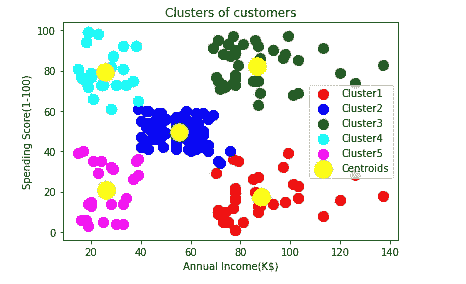 Clusters of customers
100
80
60
40
20
0
Spending Score(1-100)
Cluster1
Cluster2
Cluster3
Cluster4
Cluster5
Centroids
20
40
60
80
100
120
140
Annual Income(K$)